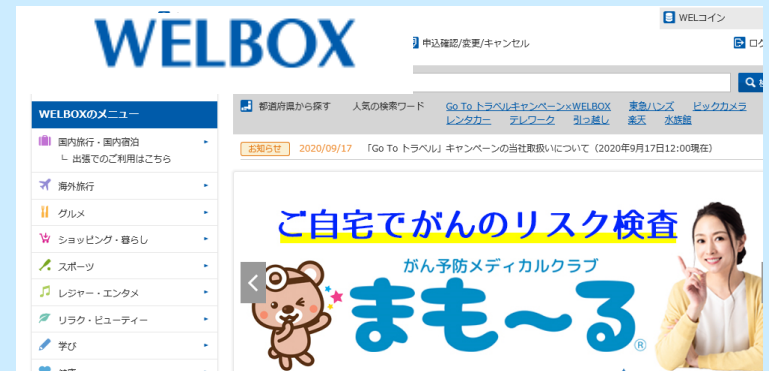 WELBOX
WELコイン
申込確認/変更/キャンセル
都道府県から探す 人気の検索ワード Go To トラベルキャンペーン×WELBOX 東急ハンズ ビックカメラ
レンタカー テレワーク 引っ越し 楽天 水族館
WELBOXのメニュー
国内旅行・国内宿泊
└ 出張でのご利用はこちら
海外旅行
グルメ
ショッピング・暮らし
スポーツ
レジャー・エンタメ
リラク・ビューティー
学び
お知らせ 2020/09/17 「Go To トラベル」キャンペーンの当社取扱いについて（2020年9月17日12:00現在）
ご自宅でがんのリスク検査
がん予防メディカルクラブ
まも～る®